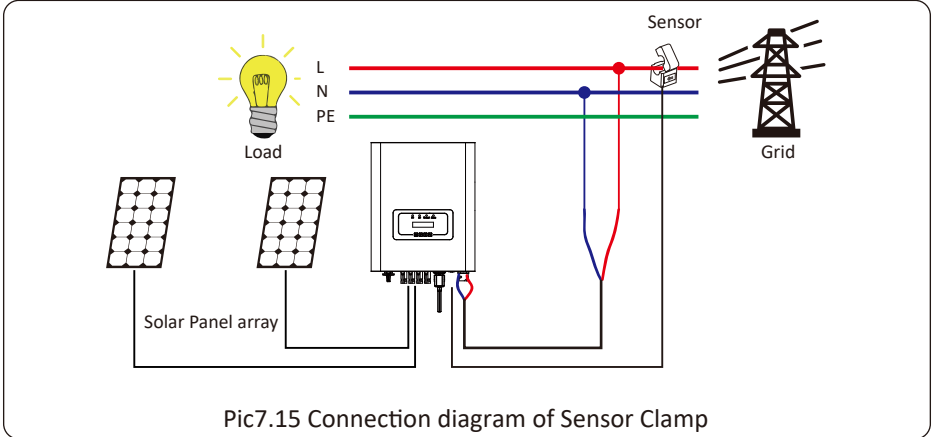 Sensor
L
N
PE
Load
Grid
Solar Panel array
Pic7.15 Connection diagram of Sensor Clamp